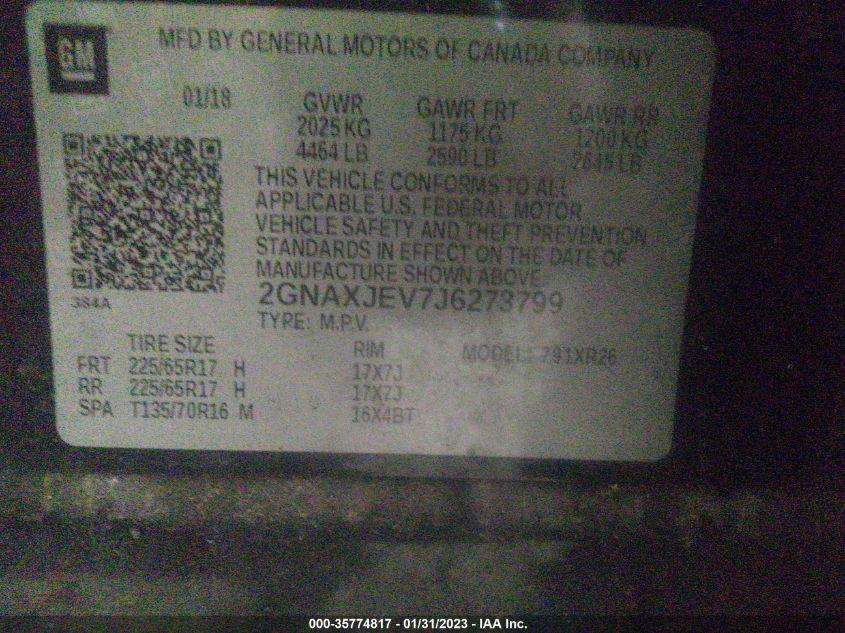 GM
MFD BY GENERAL MOTORS OF CANADA COMPANY
01/18 GVWR GAWR FRT GAWR RR
2025 KG 1175 KG 1200 KG
4464 LB 2590 LB 2645 LB
THIS VEHICLE CONFORMS TO ALL
APPLICABLE U.S. FEDERAL MOTOR
VEHICLE SAFETY AND THEFT PREVENTION
STANDARDS IN EFFECT ON THE DATE OF
MANUFACTURE SHOWN ABOVE
384A
2GNAXJEV7J6273799
TYPE: M.P.V.
TIRE SIZE RIM MODEL: 791XR26
FRT 225/65R17 H 17X7J
RR 225/65R17 H 17X7J
SPA T135/70R16 M 16X4BT
000-35774817 - 01/31/2023 - IAA Inc.